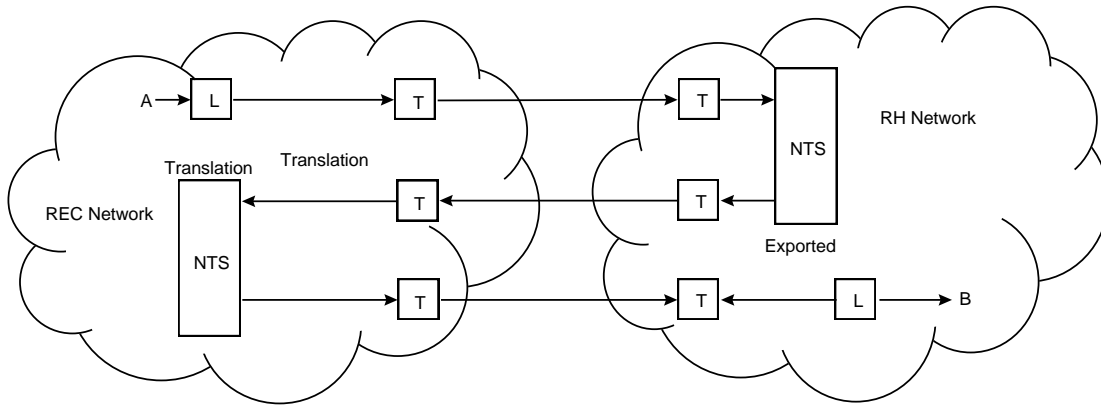 A
L
T
T
NTS
RH Network
Translation
Translation
REC Network
NTS
T
T
Exported
T
T
L
B